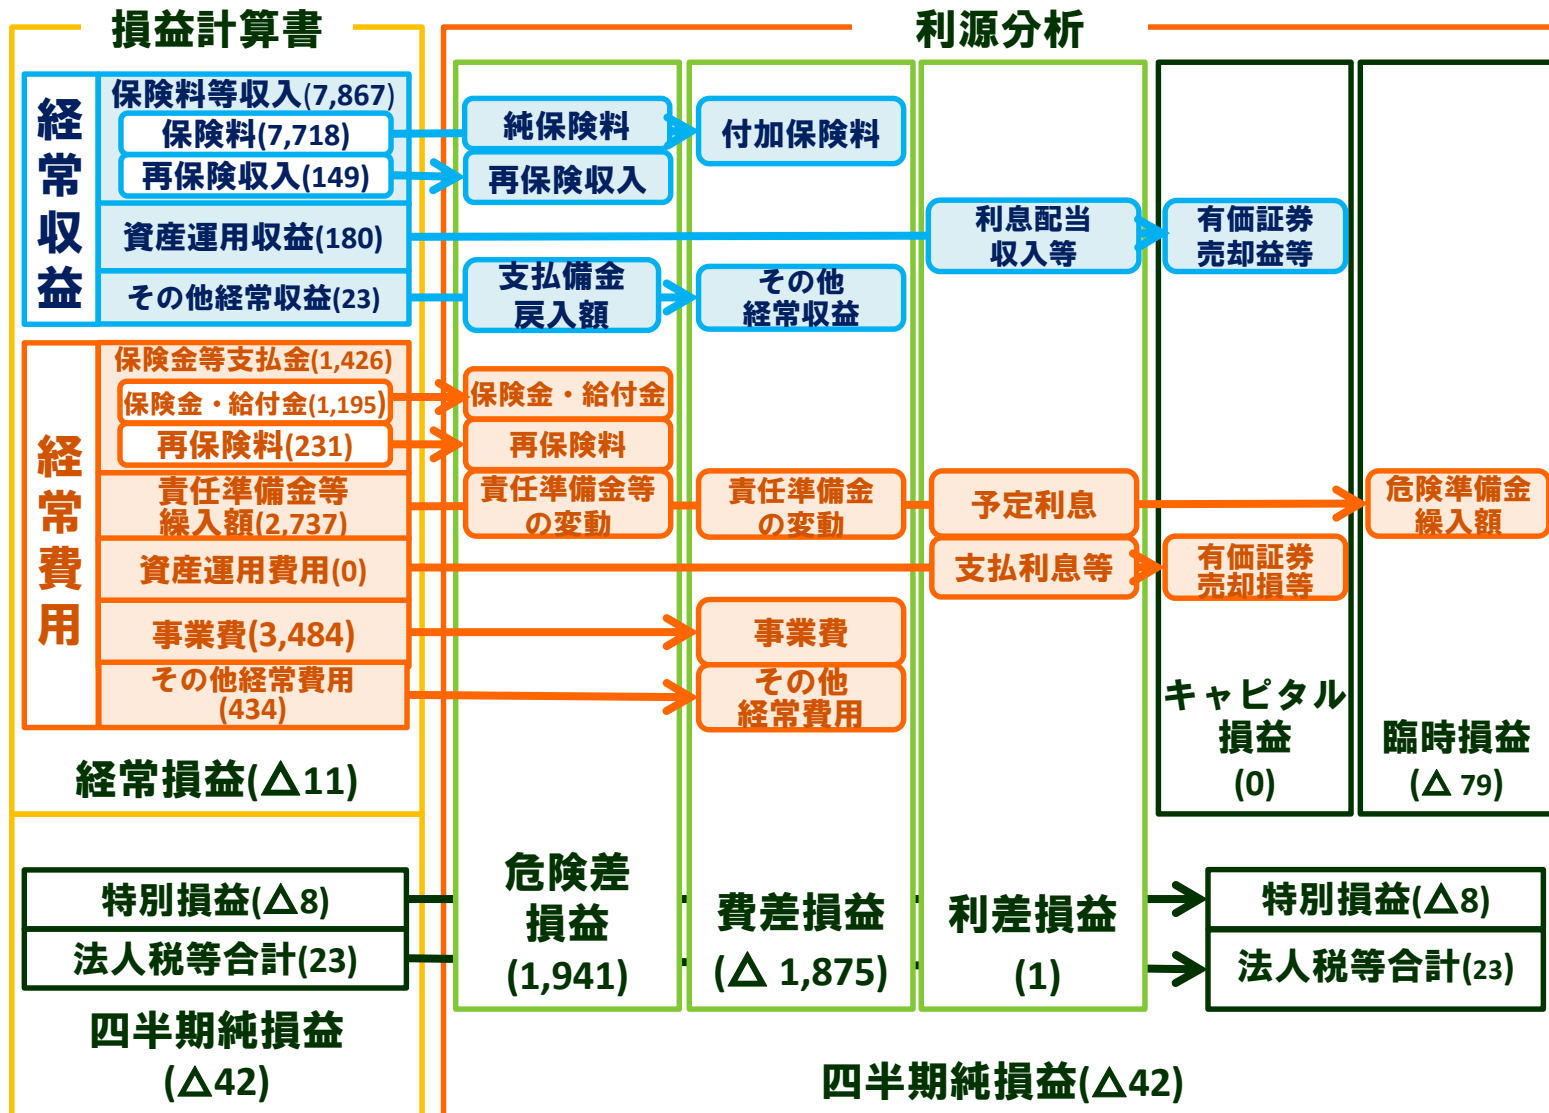 損益計算書
利源分析
経常収益
保険料等収入(7,867)
保険料(7,718)
再保険収入(149)
資産運用収益(180)
その他経常収益(23)
純保険料
付加保険料
再保険収入
利息配当
収入等
有価証券
売却益等
支払備金
戻入額
その他
経常収益
経常費用
保険金等支払金(1,426)
保険金・給付金(1,195)
再保険料(231)
責任準備金等
繰入額(2,737)
資産運用費用(0)
事業費(3,484)
その他経常費用
(434)
保険金・給付金
再保険料
責任準備金等
の変動
責任準備金
の変動
予定利息
危険準備金
繰入額
支払利息等
有価証券
売却損等
事業費
その他
経常費用
経常損益(△11)
キャピタル
損益
(0)
臨時損益
(△ 79)
特別損益(△8)
法人税等合計(23)
危険差
損益
(1,941)
費差損益
(△ 1,875)
利差損益
(1)
特別損益(△8)
法人税等合計(23)
四半期純損益
(△42)
四半期純損益(△42)